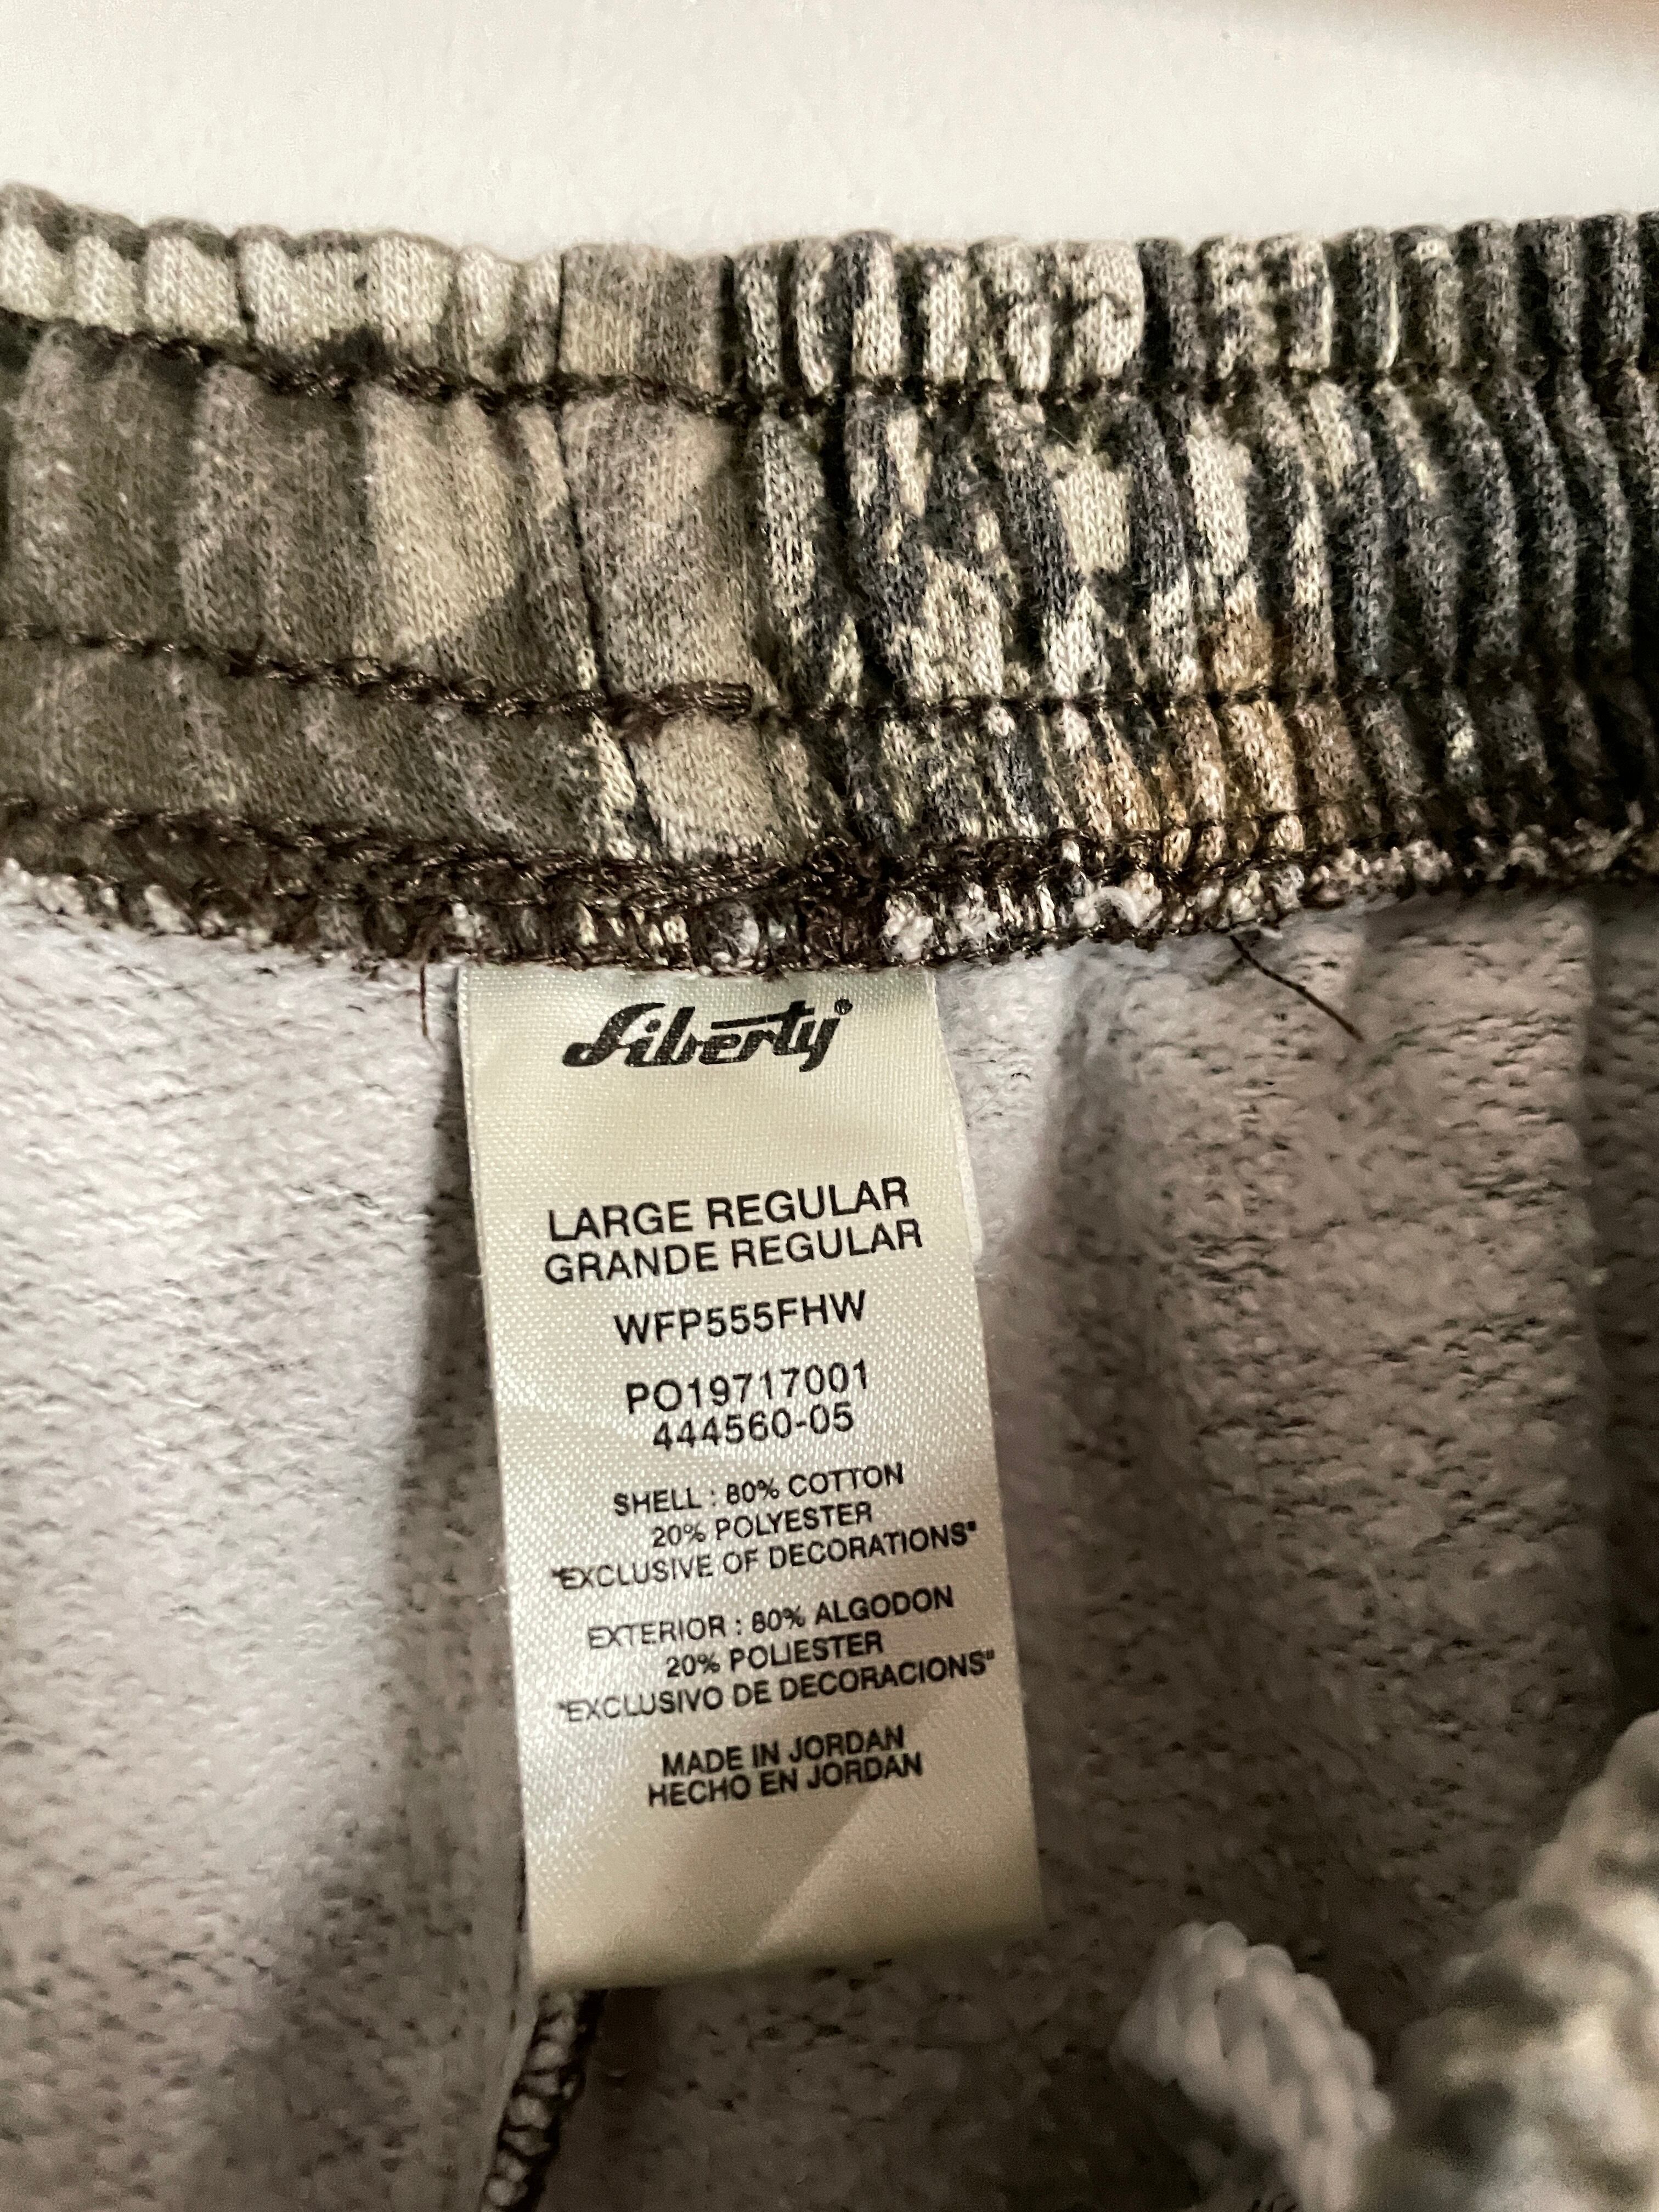 Liberty
LARGE REGULAR
GRANDE REGULAR
WFP555FHW
PO19717001
444560-05
SHELL : 80% COTTON
20% POLYESTER
"EXCLUSIVE OF DECORATIONS"
EXTERIOR : 80% ALGODON
20% POLIESTER
"EXCLUSIVO DE DECORACIONS"
MADE IN JORDAN
HECHO EN JORDAN